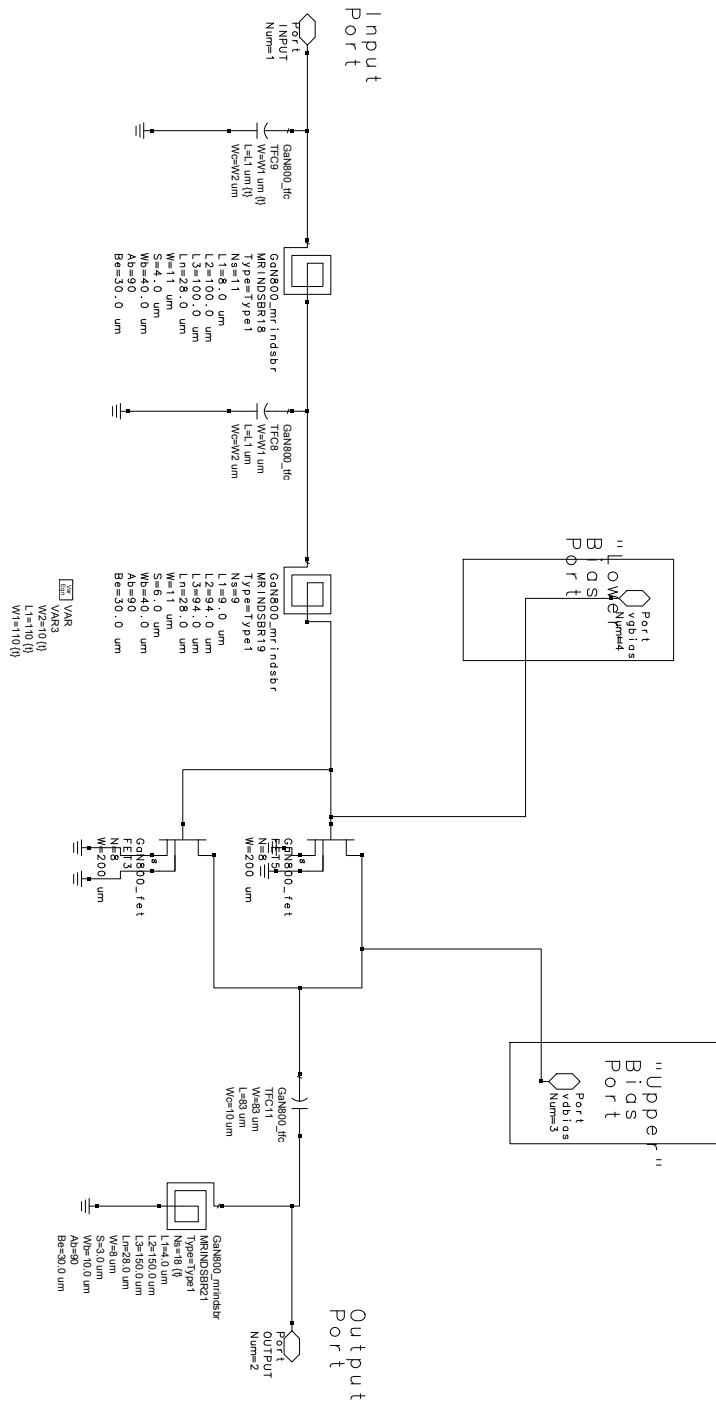 Input
Port
Port
INPUT
Num=1
GaN800_tfc
TFC9
W=W1 um {t}
L=L1 um {t}
Wc=W2 um
GaN800_mrindsbr
MRINDSBR18
Type=Type1
Ns=11
L1=8.0 um
L2=100.0 um
L3=100.0 um
Ln=28.0 um
W=11 um
S=4.0 um
Wb=40.0 um
Ab=90
Be=30.0 um
GaN800_tfc
TFC8
W=W1 um
L=L1 um
Wc=W2 um
"Lower"
Bias
Port
Port
vgbias
Num=4
GaN800_mrindsbr
MRINDSBR19
Type=Type1
Ns=9
L1=9.0 um
L2=94.0 um
L3=94.0 um
Ln=28.0 um
W=11 um
S=6.0 um
Wb=40.0 um
Ab=90
Be=30.0 um
Var
Eqn
VAR
VAR3
W2=10 {t}
L1=110 {t}
W1=110 {t}
GaN800_fet
FET5
N=8
W=200 um
s
GaN800_fet
FET3
N=8
W=200 um
s
"Upper"
Bias
Port
Port
vdbias
Num=3
GaN800_tfc
TFC11
W=83 um
L=83 um
Wc=10 um
GaN800_mrindsbr
MRINDSBR21
Type=Type1
Ns=18 {t}
L1=4.0 um
L2=150.0 um
L3=150.0 um
Ln=28.0 um
W=8 um
S=3.0 um
Wb=10.0 um
Ab=90
Be=30.0 um
Output
Port
Port
OUTPUT
Num=2